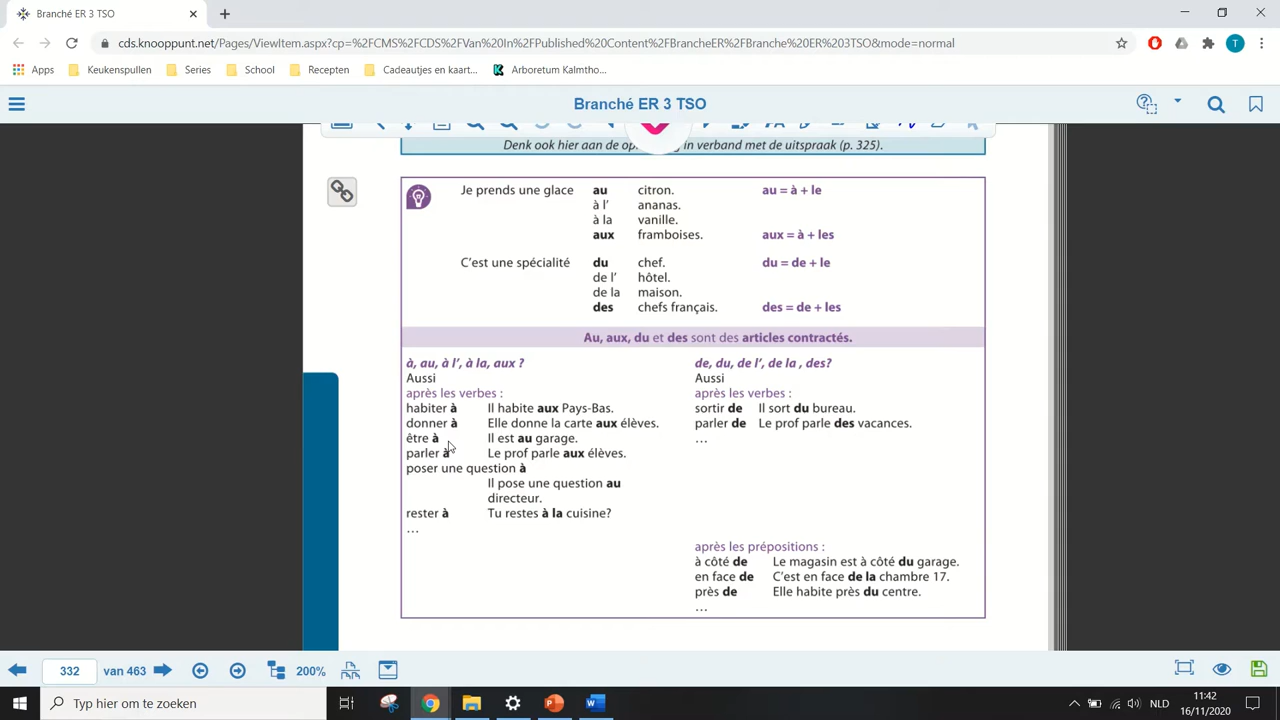 Branché ER 3 TSO
cds.knooppunt.net/Pages/ViewItem.aspx?cp=%2FCMS%2FCDS%2FVan%20In%2FPublished%20Content%2FBrancheER%2FBranche%20ER%203TSO&mode=normal
Apps Keukenspullen Series School Recepten Cadeautjes en kaart... Arboretum Kalmtho...
Branché ER 3 TSO
Denk ook hier aan de op in verband met de uitspraak (p. 325).
Je prends une glace au citron. au = à + le
à l' ananas.
à la vanille.
aux framboises. aux = à + les
C'est une spécialité du chef. du = de + le
de l' hôtel.
de la maison.
des chefs français. des = de + les
Au, aux, du et des sont des articles contractés.
à, au, à l', à la, aux ?
Aussi
après les verbes :
habiter à Il habite aux Pays-Bas.
donner à Elle donne la carte aux élèves.
être à Il est au garage.
parler à Le prof parle aux élèves.
poser une question à
Il pose une question au
directeur.
rester à Tu restes à la cuisine?
...
de, du, de l', de la , des?
Aussi
après les verbes :
sortir de Il sort du bureau.
parler de Le prof parle des vacances.
...
après les prépositions :
à côté de Le magasin est à côté du garage.
en face de C'est en face de la chambre 17.
près de Elle habite près du centre.
...
332 van 463 200%
Typ hier om te zoeken
NLD
11:42
16/11/2020
T